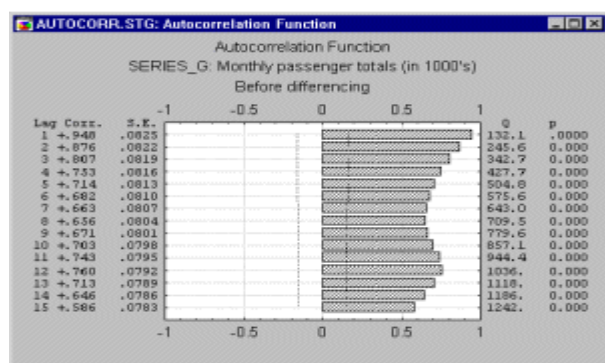 AUTOCORR.STG: Autocorrelation Function
Autocorrelation Function
SERIES_G: Monthly passenger totals (in 1000's)
Before differencing
-1 -0.5 0 0.5 1
Lag Corr. S.E. Q p
1 +.948 .0825 132.1 .0000
2 +.876 .0822 245.6 0.000
3 +.807 .0819 342.7 0.000
4 +.753 .0816 427.7 0.000
5 +.714 .0813 504.8 0.000
6 +.682 .0810 575.6 0.000
7 +.663 .0807 643.0 0.000
8 +.656 .0804 709.5 0.000
9 +.671 .0801 779.6 0.000
10 +.703 .0798 857.1 0.000
11 +.743 .0795 944.4 0.000
12 +.760 .0792 1036. 0.000
13 +.713 .0789 1118. 0.000
14 +.646 .0786 1186. 0.000
15 +.586 .0783 1242. 0.000
-1 -0.5 0 0.5 1